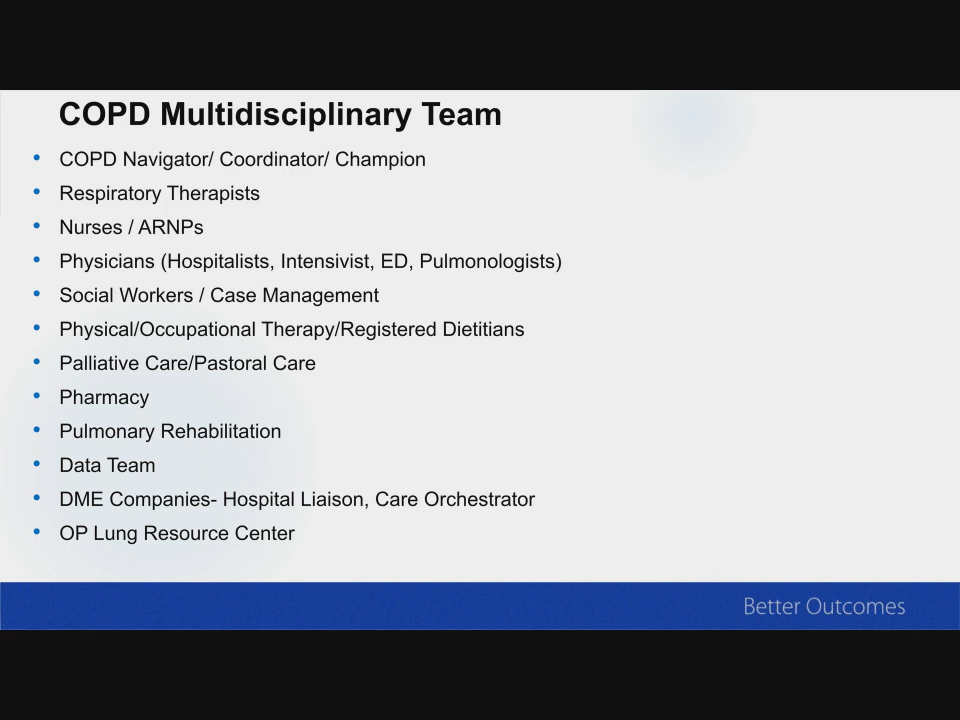 COPD Multidisciplinary Team
• COPD Navigator/ Coordinator/ Champion
• Respiratory Therapists
• Nurses / ARNPs
• Physicians (Hospitalists, Intensivist, ED, Pulmonologists)
• Social Workers / Case Management
• Physical/Occupational Therapy/Registered Dietitians
• Palliative Care/Pastoral Care
• Pharmacy
• Pulmonary Rehabilitation
• Data Team
• DME Companies- Hospital Liaison, Care Orchestrator
• OP Lung Resource Center
Better Outcomes